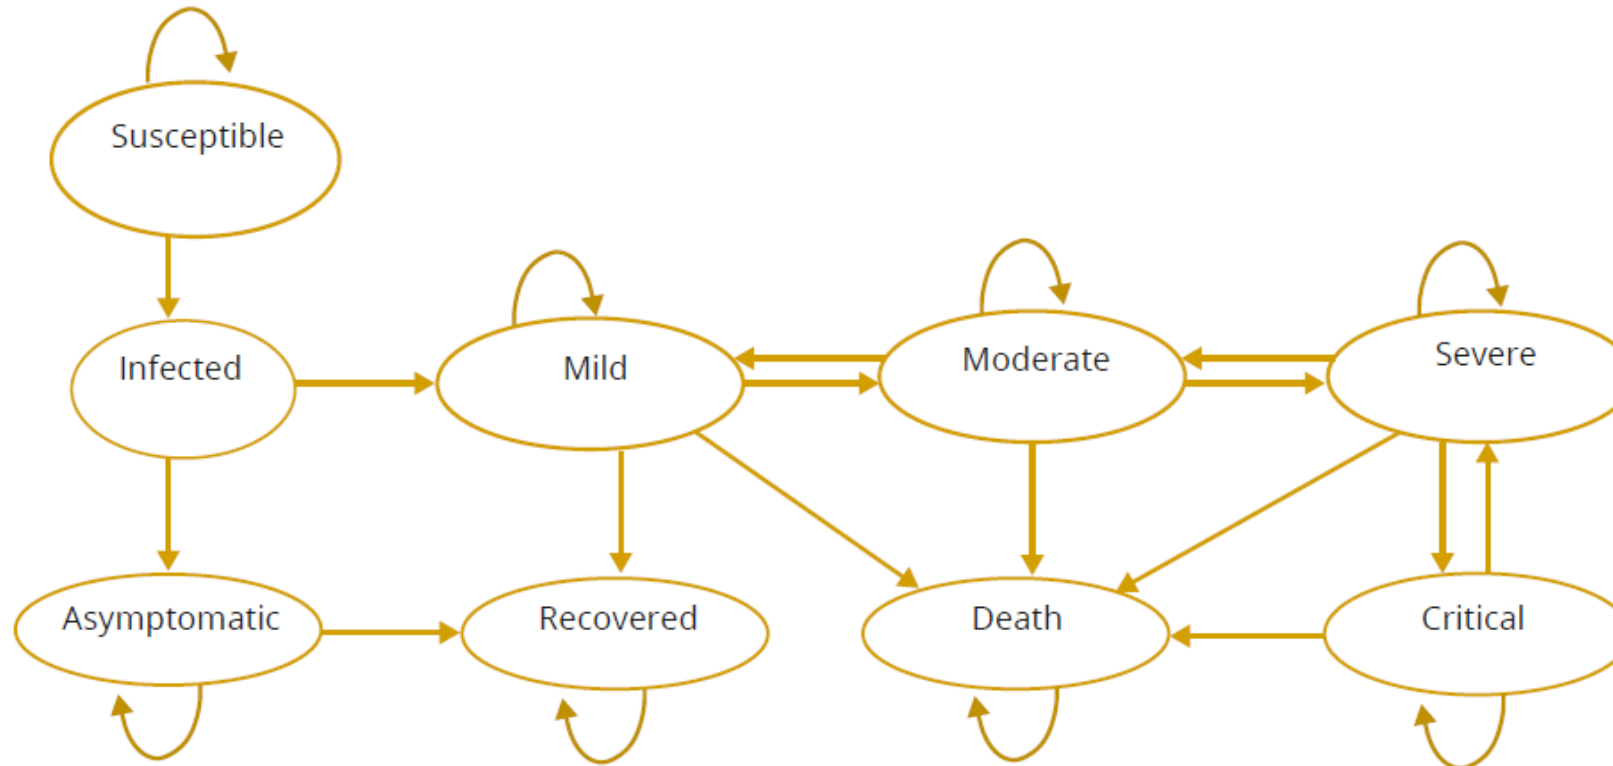 Susceptible
Infected
Mild
Moderate
Severe
Asymptomatic
Recovered
Death
Critical